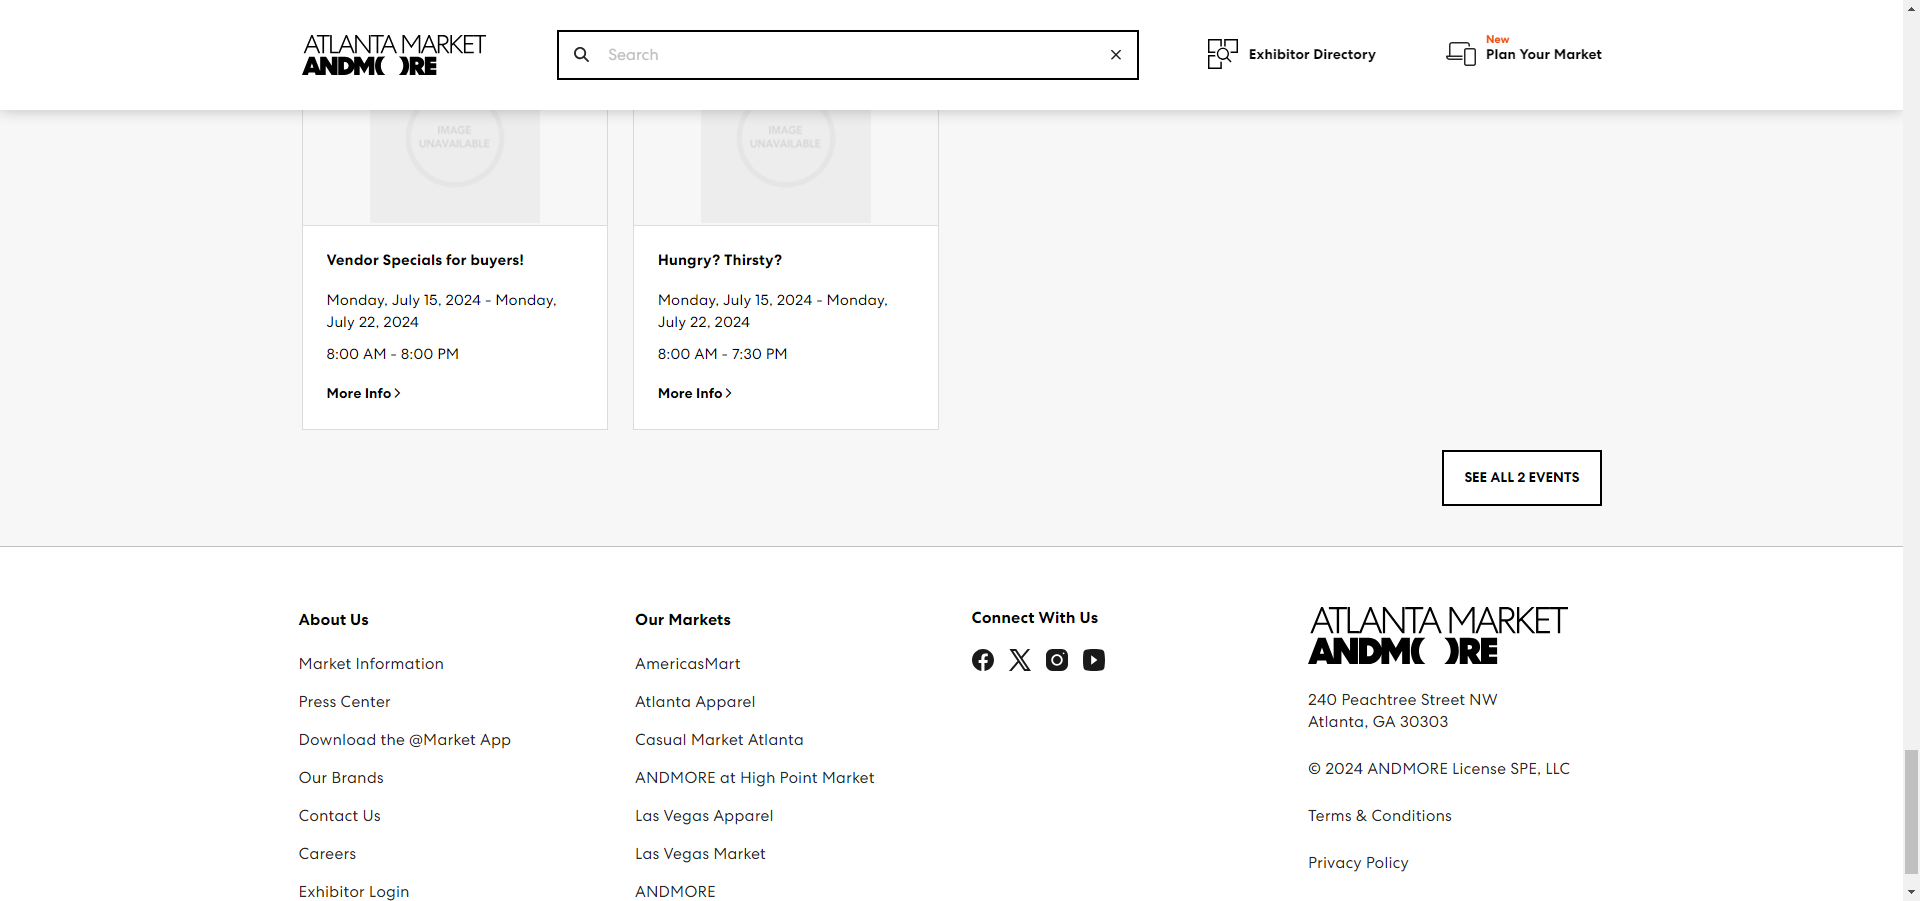 ATLANTA MARKET
ANDMORE
Search
Exhibitor Directory
New
Plan Your Market
IMAGE
UNAVAILABLE
IMAGE
UNAVAILABLE
Vendor Specials for buyers!
Monday, July 15, 2024 - Monday,
July 22, 2024
8:00 AM - 8:00 PM
More Info
Hungry? Thirsty?
Monday, July 15, 2024 - Monday,
July 22, 2024
8:00 AM - 7:30 PM
More Info
SEE ALL 2 EVENTS
About Us
Market Information
Press Center
Download the @Market App
Our Brands
Contact Us
Careers
Exhibitor Login
Our Markets
AmericasMart
Atlanta Apparel
Casual Market Atlanta
ANDMORE at High Point Market
Las Vegas Apparel
Las Vegas Market
ANDMORE
Connect With Us
ATLANTA MARKET
ANDMORE
240 Peachtree Street NW
Atlanta, GA 30303
© 2024 ANDMORE License SPE, LLC
Terms & Conditions
Privacy Policy